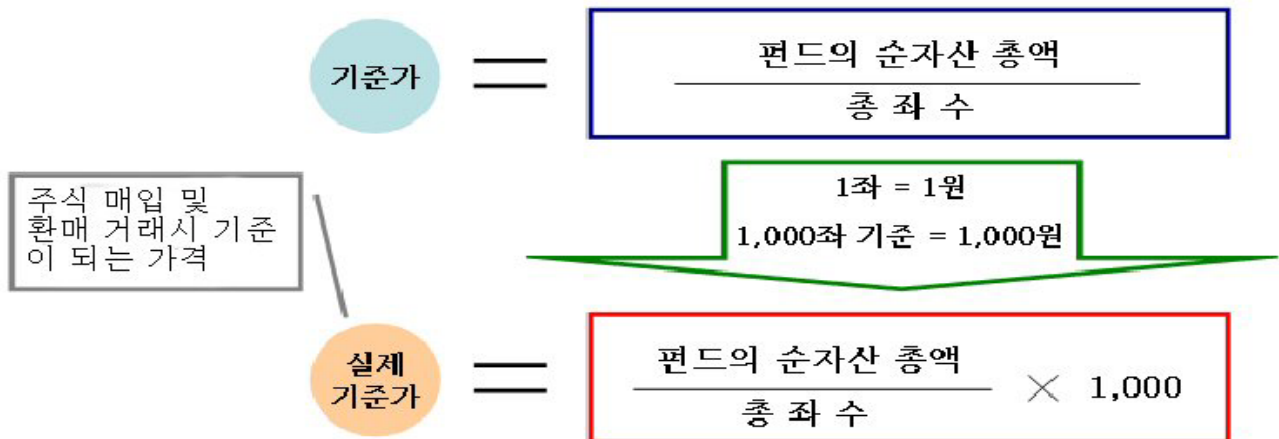 기준가
펀드의 순자산 총액
총 좌 수
1좌 = 1원
1,000좌 기준 = 1,000원
주식 매입 및
환매 거래시 기준
이 되는 가격
실제
기준가
펀드의 순자산 총액
총 좌 수
× 1,000